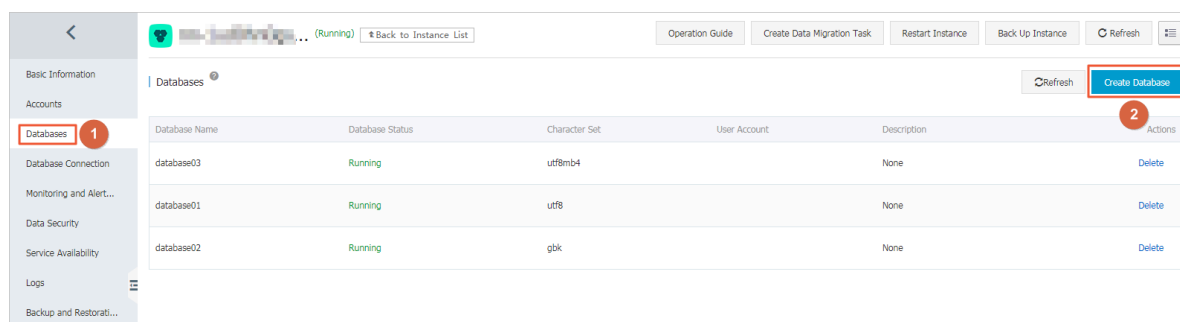 (Running) Back to Instance List Operation Guide Create Data Migration Task Restart Instance Back Up Instance Refresh
Basic Information
Accounts
Databases 1
Database Connection
Monitoring and Alert...
Data Security
Service Availability
Logs
Backup and Restorati...
Databases Refresh Create Database
2
Database Name Database Status Character Set User Account Description Actions
database03 Running utf8mb4 None Delete
database01 Running utf8 None Delete
database02 Running gbk None Delete